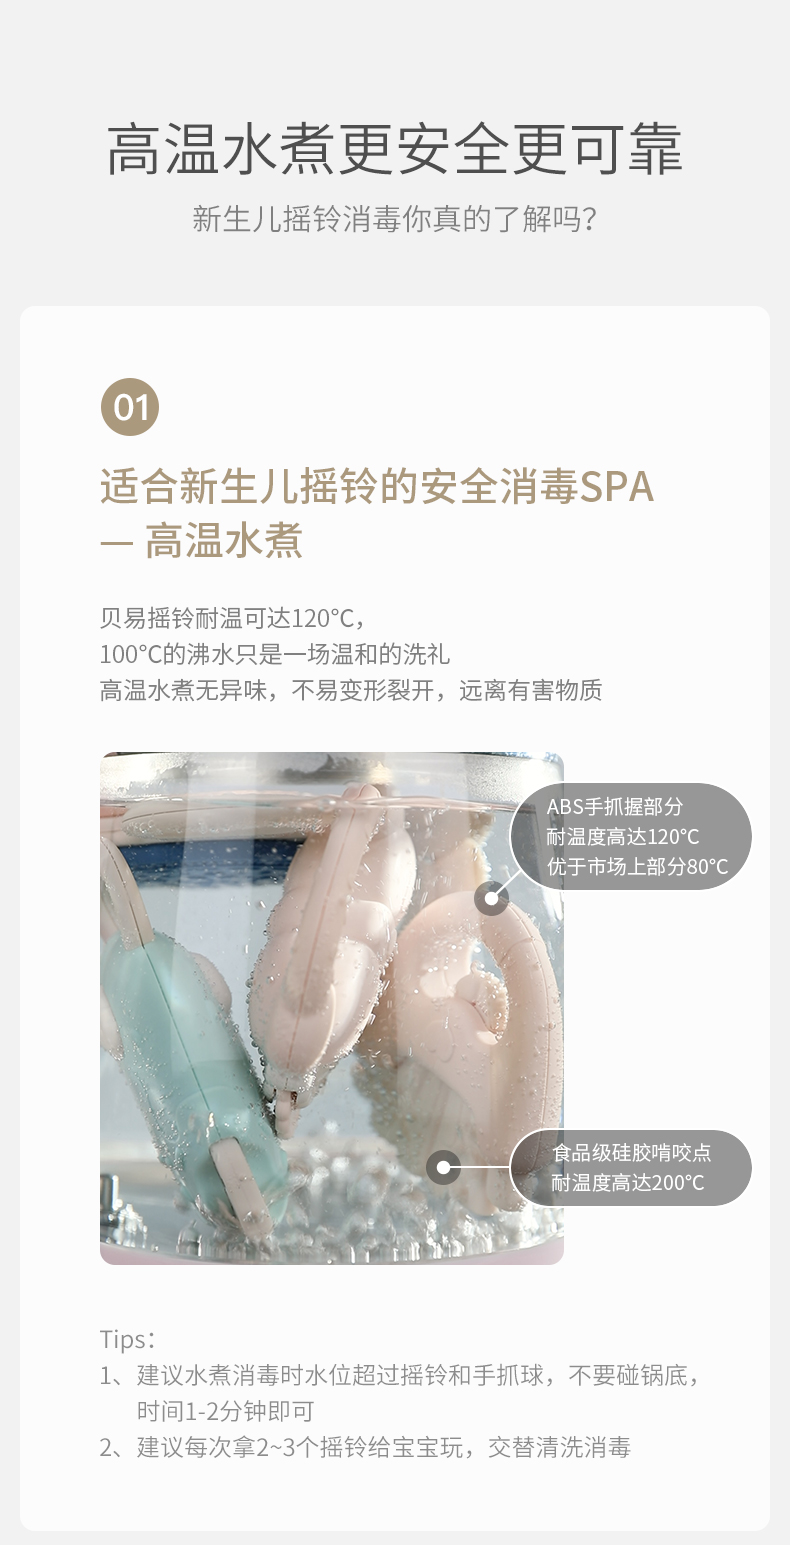 高温水煮更安全更可靠
新生儿摇铃消毒你真的了解吗？
01
适合新生儿摇铃的安全消毒SPA
— 高温水煮
贝易摇铃耐温可达120℃，
100℃的沸水只是一场温和的洗礼
高温水煮无异味，不易变形裂开，远离有害物质
ABS手抓握部分
耐温度高达120℃
优于市场上部分80℃
食品级硅胶啃咬点
耐温度高达200℃
Tips：
1、建议水煮消毒时水位超过摇铃和手抓球，不要碰锅底，
时间1-2分钟即可
2、建议每次拿2~3个摇铃给宝宝玩，交替清洗消毒